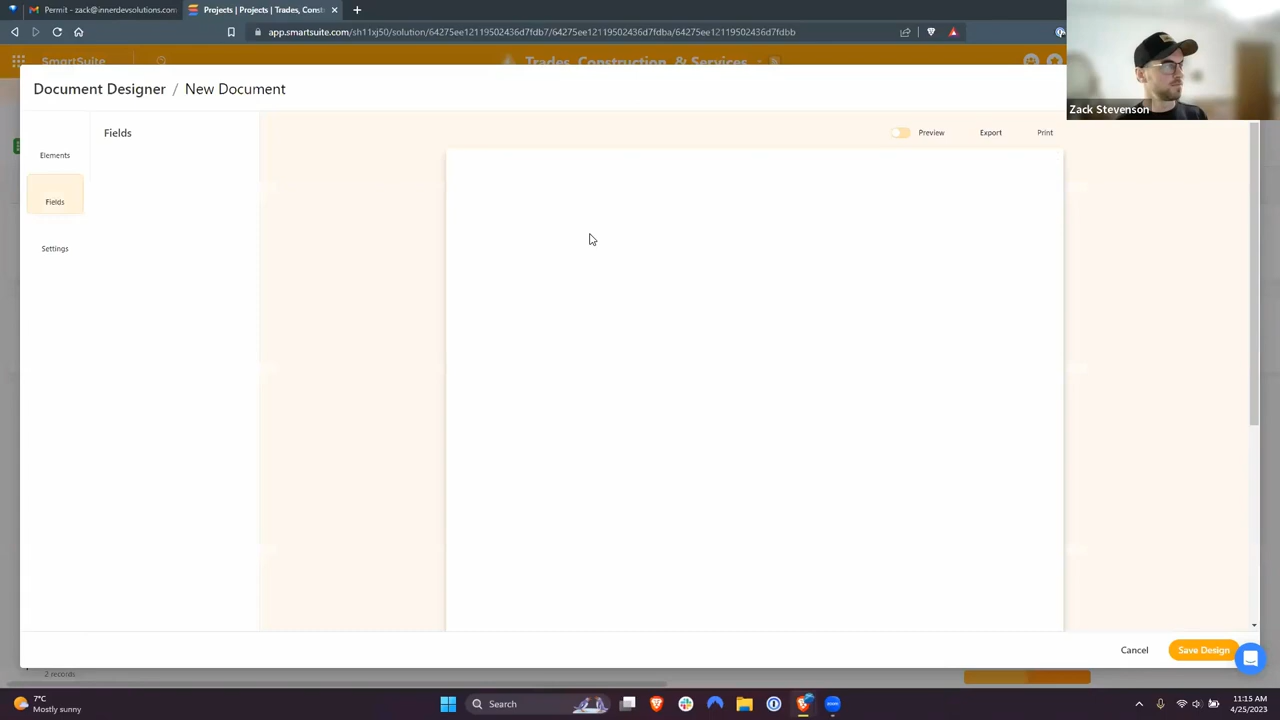 Permit - zack@innerdevsolutions.com
Projects | Projects | Trades, Const
app.smartsuite.com/sh11xj50/solution/64275ee12119502436d7fdb7/64275ee12119502436d7fdba/64275ee12119502436d7fdbb
SmartSuite
Trades, Construction, & Services
Document Designer / New Document
Zack Stevenson
Fields
Preview
Export
Print
Elements
Fields
Settings
Cancel
Save Design
2 records
7°C
Mostly sunny
Search
zoom
11:15 AM
4/25/2023